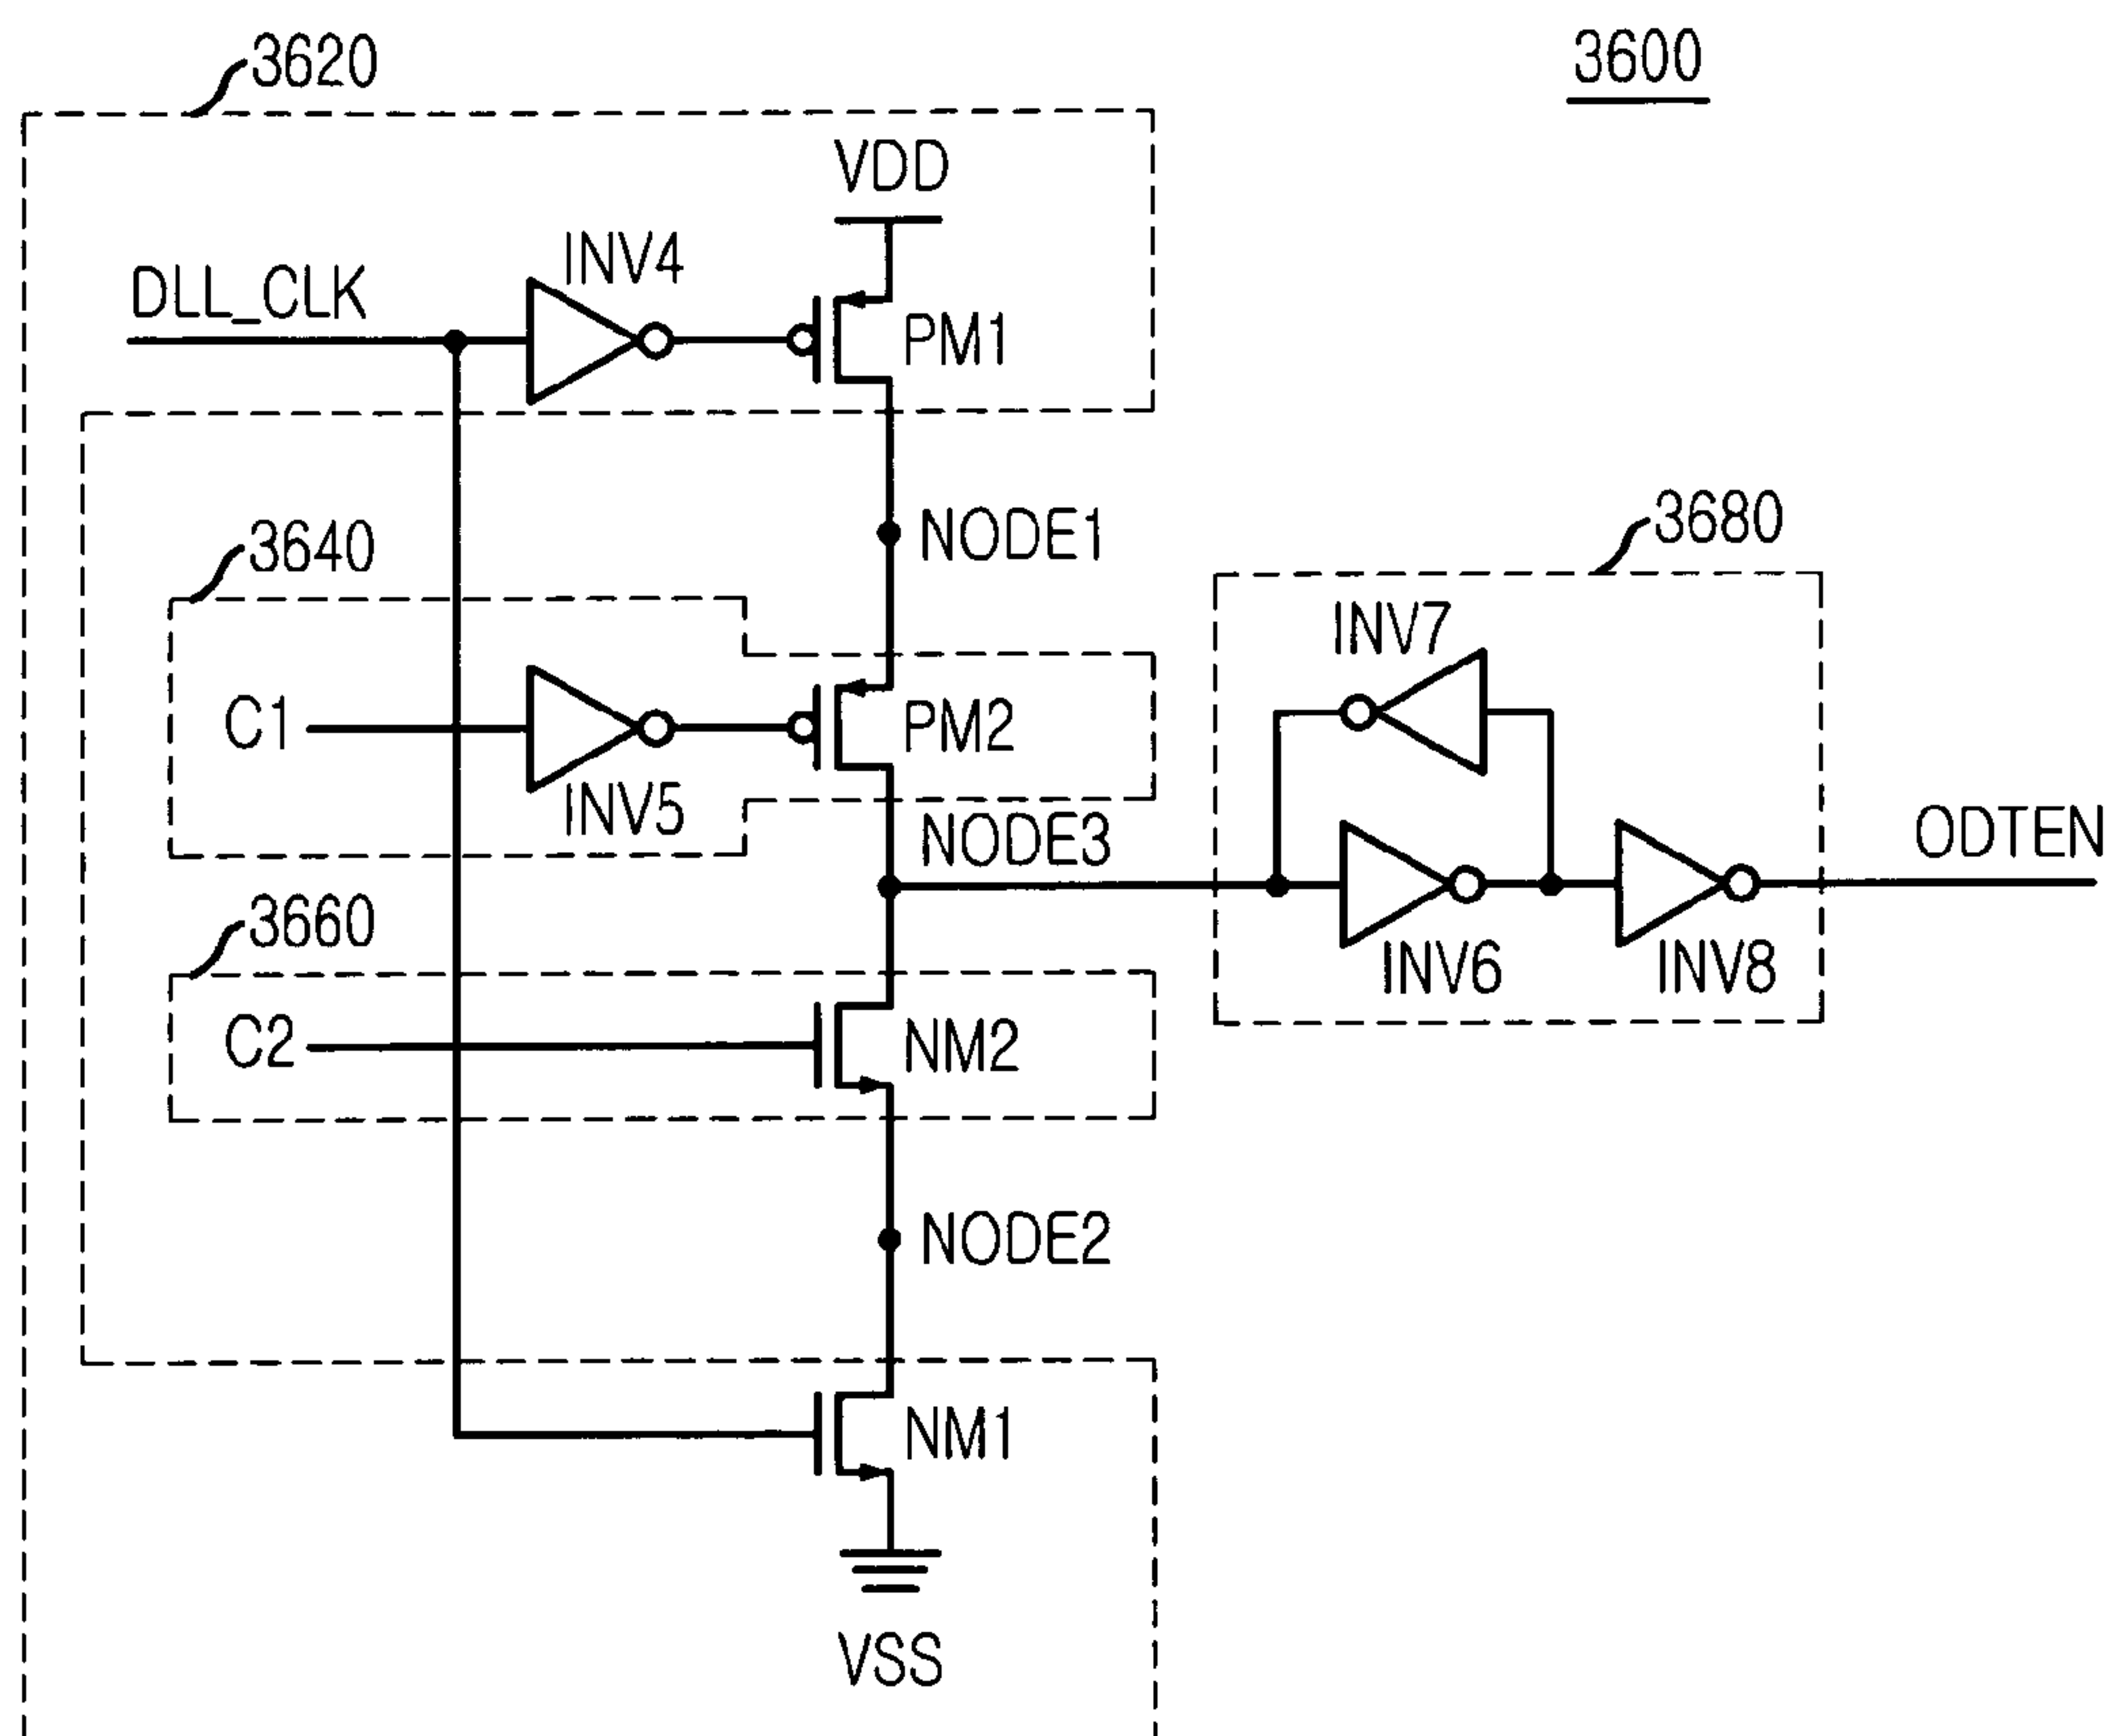 3620
3600
VDD
INV4
DLL_CLK
PM1
NODE1
3640
3680
INV7
C1
PM2
INV5
NODE3
ODTEN
3660
INV6
INV8
C2
NM2
NODE2
NM1
VSS